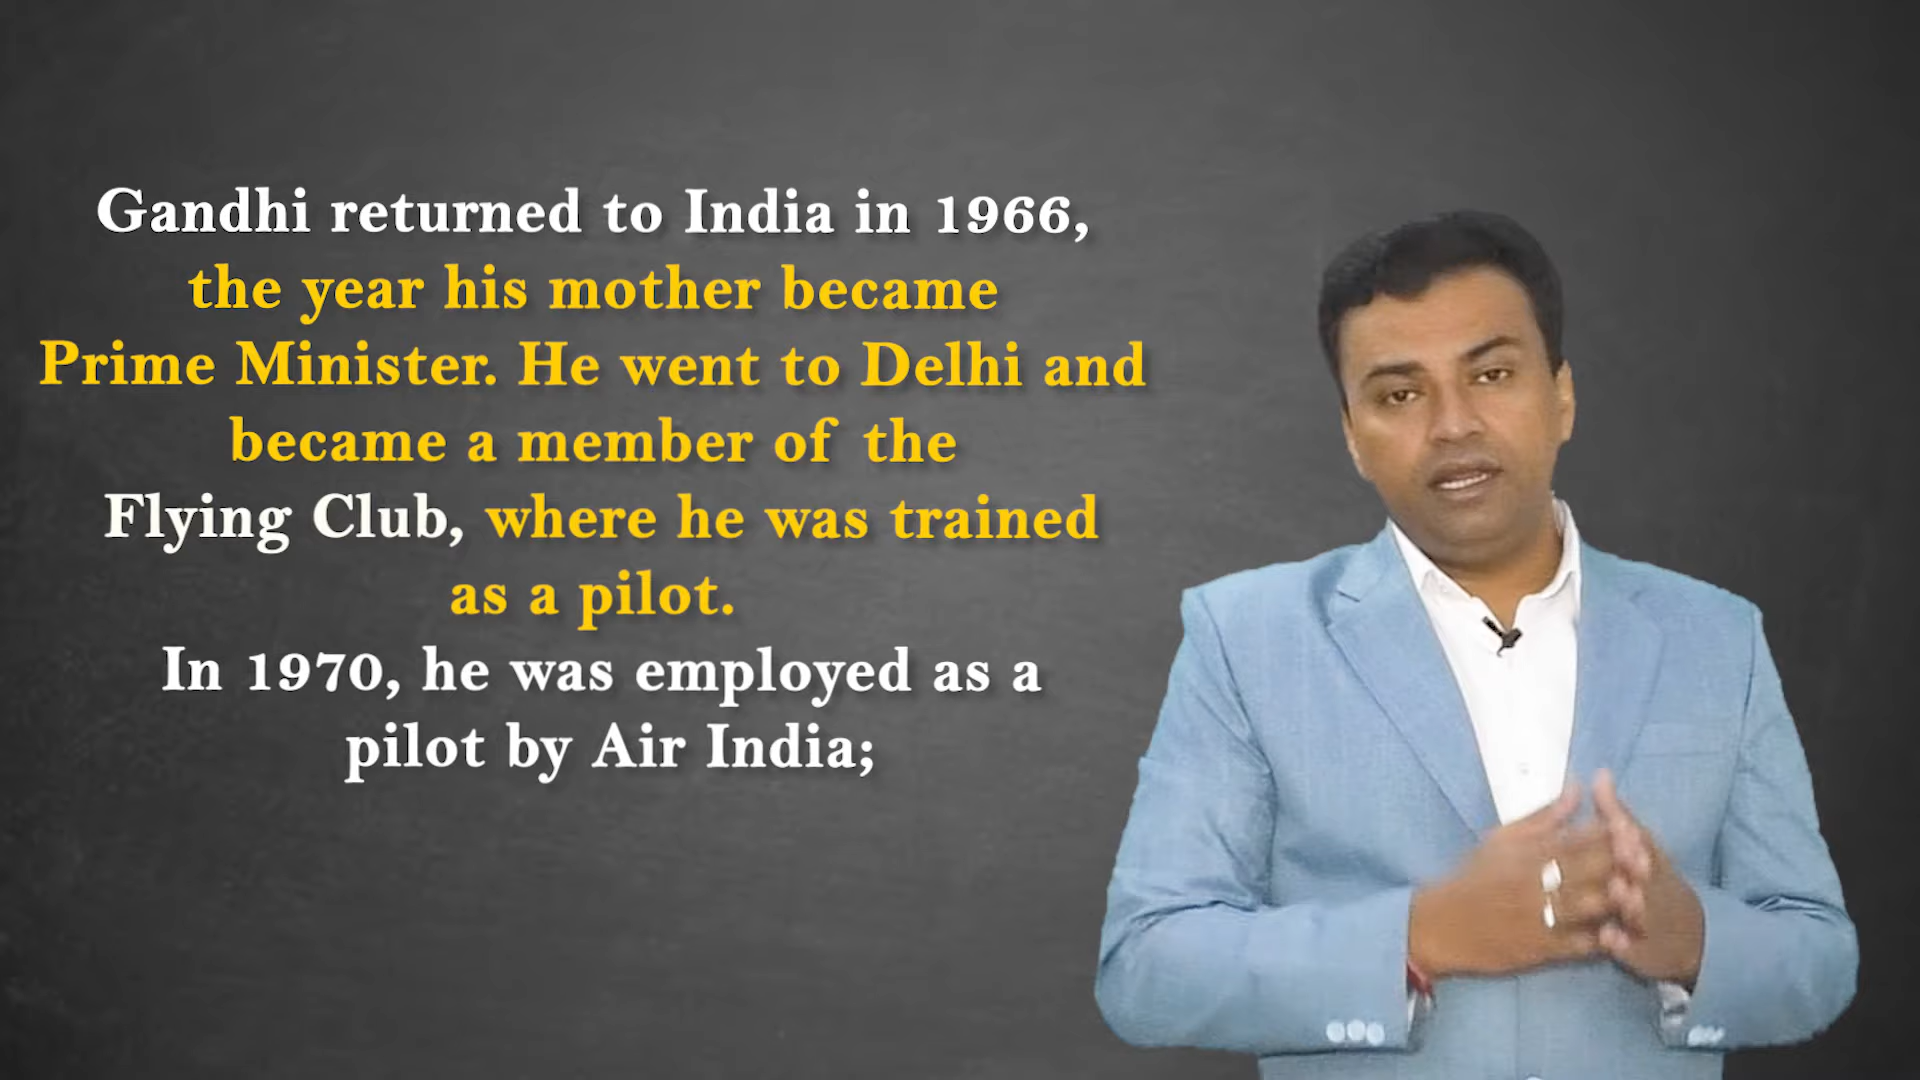 Gandhi returned to India in 1966,
the year his mother became
Prime Minister. He went to Delhi and
became a member of the
Flying Club, where he was trained
as a pilot.
In 1970, he was employed as a
pilot by Air India;